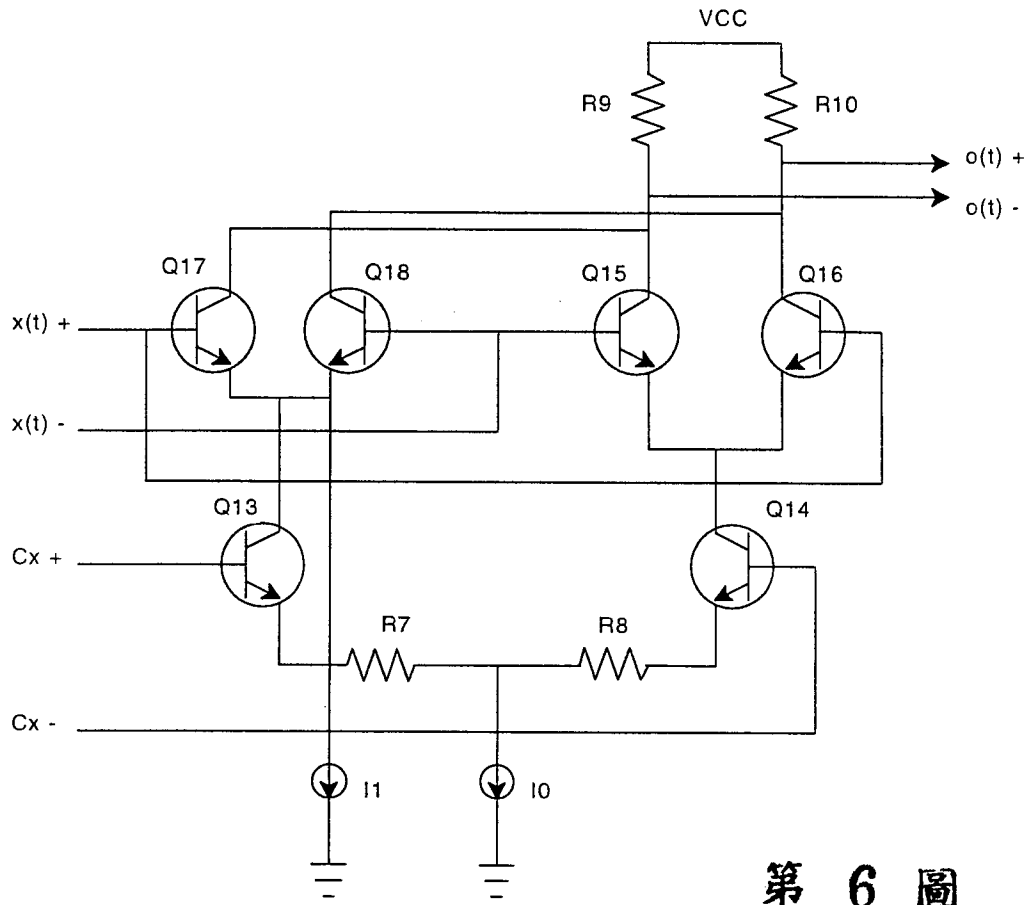 VCC
R9
R10
o(t) +
o(t) -
Q17
Q18
Q15
Q16
x(t) +
x(t) -
Q13
Q14
Cx +
R7
R8
Cx -
I1
I0
第 6 圖